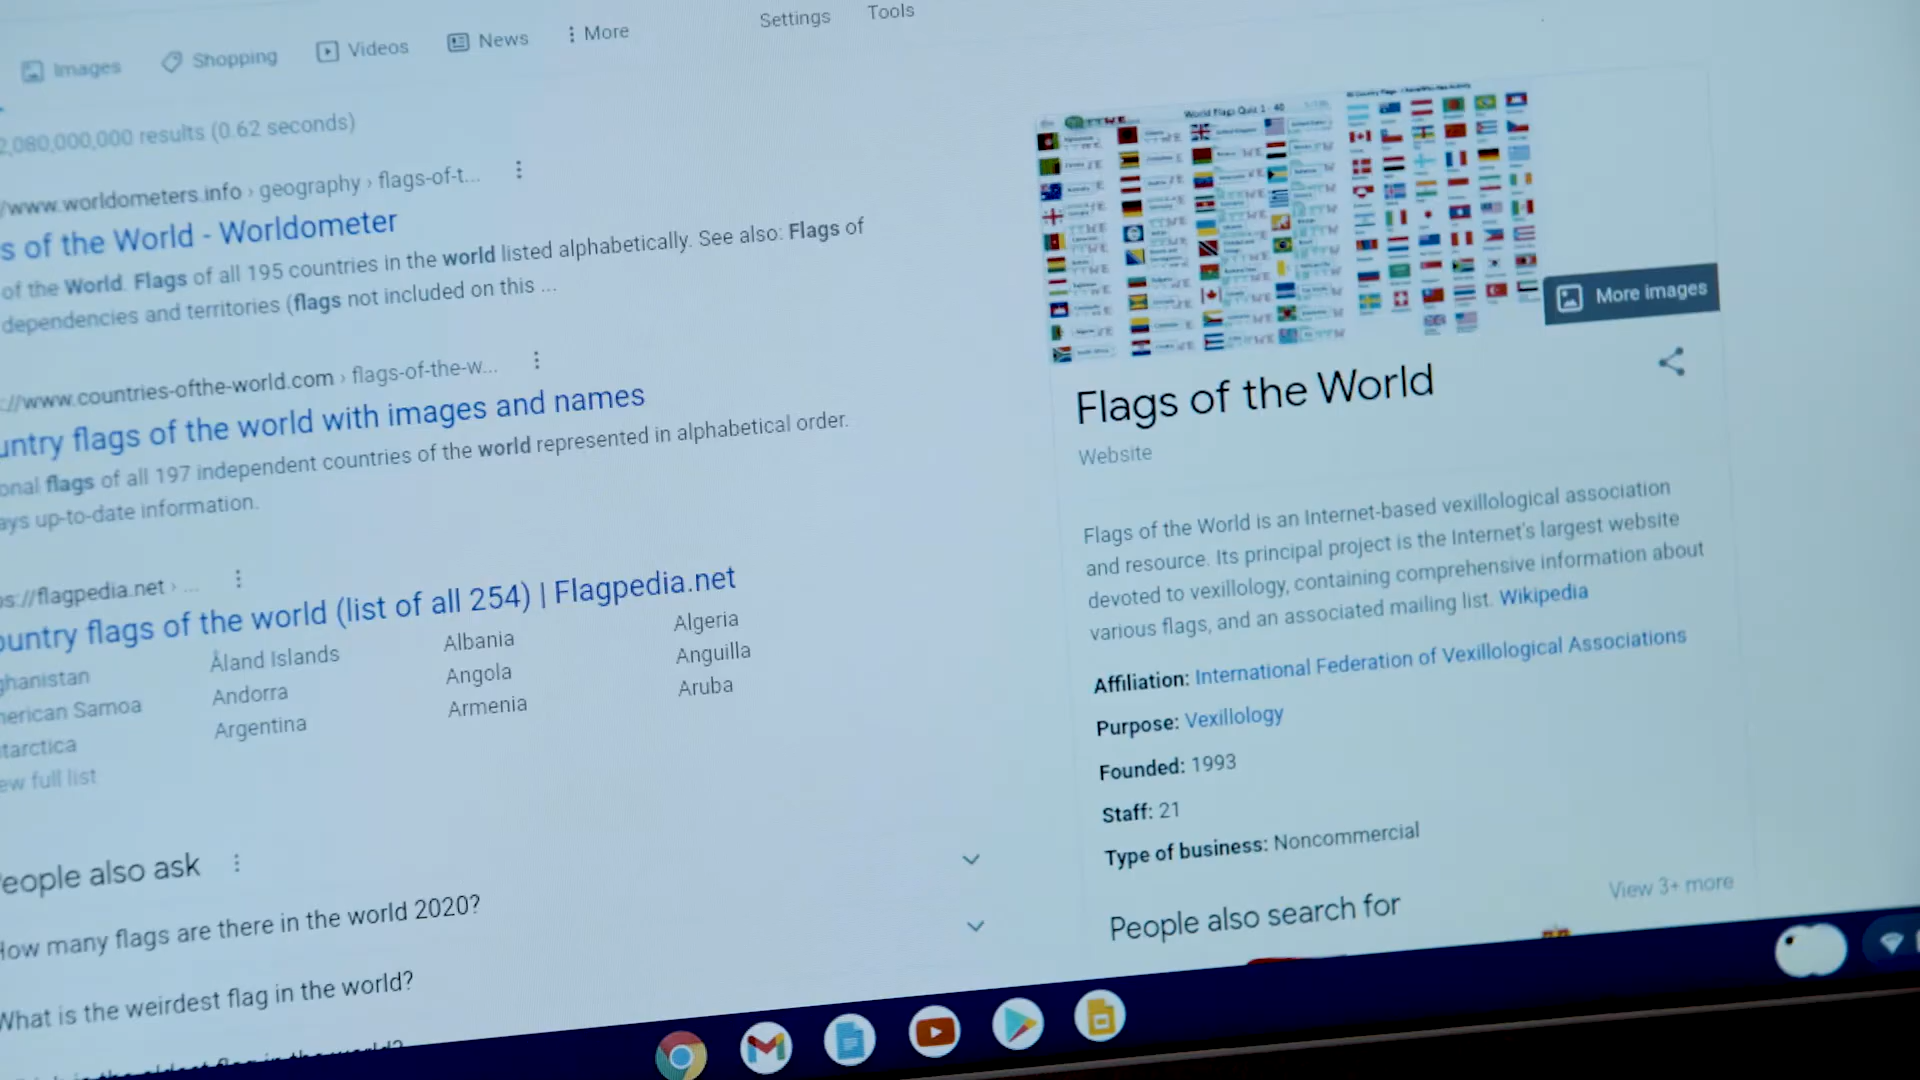 Images Shopping Videos News More Settings Tools
2,080,000,000 results (0.62 seconds)
/www.worldometers.info › geography › flags-of-t...
s of the World - Worldometer
of the World. Flags of all 195 countries in the world listed alphabetically. See also: Flags of
dependencies and territories (flags not included on this ...
://www.countries-ofthe-world.com › flags-of-the-w...
untry flags of the world with images and names
onal flags of all 197 independent countries of the world represented in alphabetical order.
ays up-to-date information.
ps://flagpedia.net › ...
ountry flags of the world (list of all 254) | Flagpedia.net
ghanistan Åland Islands Albania Algeria
merican Samoa Andorra Angola Anguilla
tarctica Argentina Armenia Aruba
ew full list
eople also ask
How many flags are there in the world 2020?
What is the weirdest flag in the world?
World Flags Quiz 1 - 40
More images
Flags of the World
Website
Flags of the World is an Internet-based vexillological association
and resource. Its principal project is the Internet's largest website
devoted to vexillology, containing comprehensive information about
various flags, and an associated mailing list. Wikipedia
Affiliation: International Federation of Vexillological Associations
Purpose: Vexillology
Founded: 1993
Staff: 21
Type of business: Noncommercial
People also search for
View 3+ more